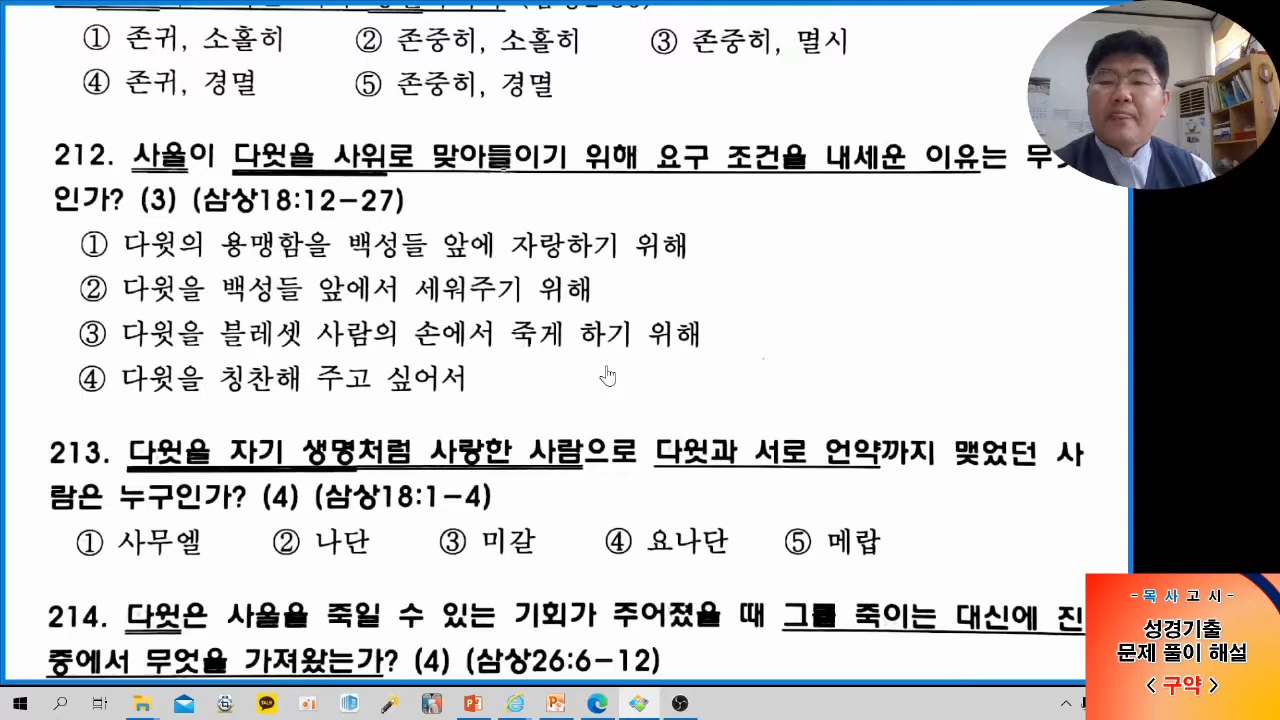 ① 존귀, 소홀히 ② 존중히, 소홀히 ③ 존중히, 멸시
④ 존귀, 경멸 ⑤ 존중히, 경멸
212. 사울이 다윗을 사위로 맞아들이기 위해 요구 조건을 내세운 이유는
인가? (3) (삼상18:12-27)
① 다윗의 용맹함을 백성들 앞에 자랑하기 위해
② 다윗을 백성들 앞에서 세워주기 위해
③ 다윗을 블레셋 사람의 손에서 죽게 하기 위해
④ 다윗을 칭찬해 주고 싶어서
213. 다윗을 자기 생명처럼 사랑한 사람으로 다윗과 서로 언약까지 맺었던 사
람은 누구인가? (4) (삼상18:1-4)
① 사무엘 ② 나단 ③ 미갈 ④ 요나단 ⑤ 메랍
214. 다윗은 사울을 죽일 수 있는 기회가 주어졌을 때 그를 죽이는 대신에 진
중에서 무엇을 가져왔는가? (4) (삼상26:6-12)
- 목사고시 -
성경기출
문제 풀이 해설
< 구약 >
TALK